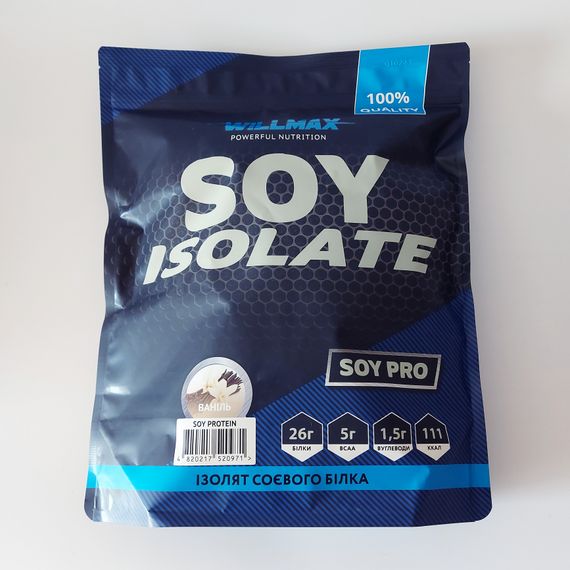 100%
QUALITY
WILLMAX
POWERFUL NUTRITION
SOY
ISOLATE
SOY PRO
ВАНІЛЬ
SOY PROTEIN
4 820217 520971 >
26г
БІЛКИ
5г
BCAA
1,5г
ВУГЛЕВОДИ
111
ККАЛ
ІЗОЛЯТ СОЄВОГО БІЛКА